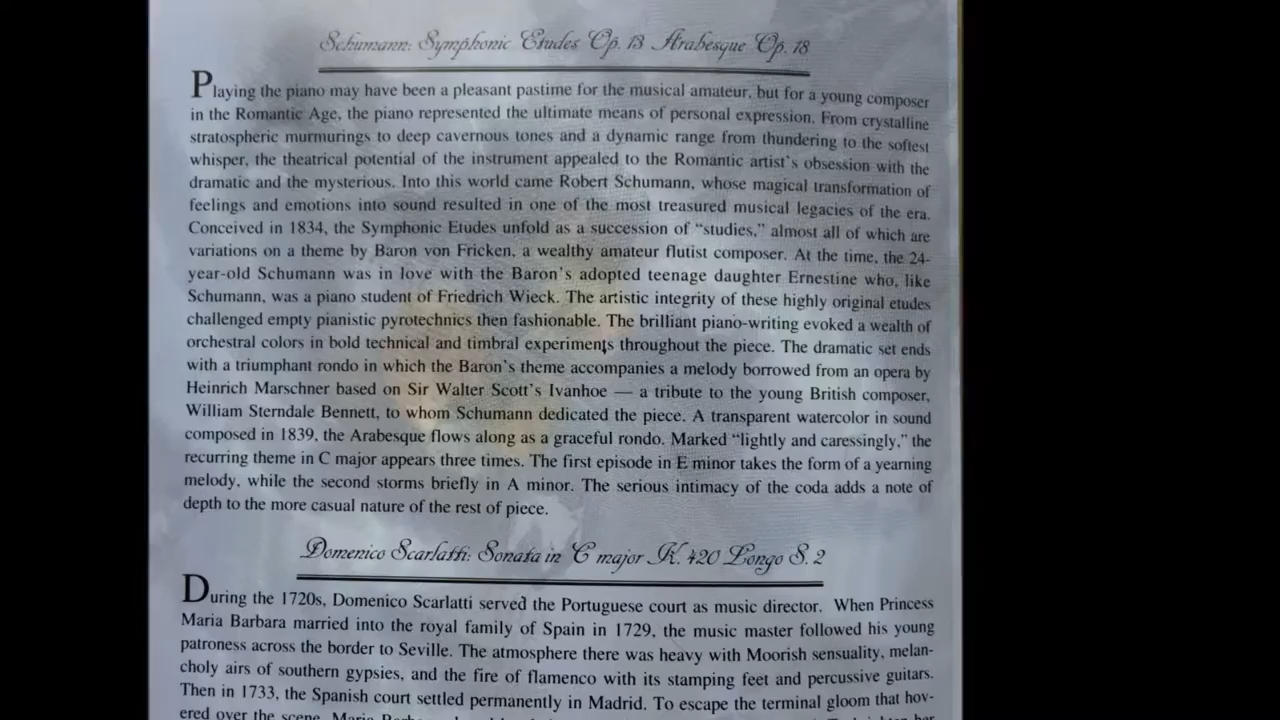 Schumann: Symphonic Etudes Op. 13 Arabesque Op. 18
Playing the piano may have been a pleasant pastime for the musical amateur, but for a young composer
in the Romantic Age, the piano represented the ultimate means of personal expression. From crystalline
stratospheric murmurings to deep cavernous tones and a dynamic range from thundering to the softest
whisper, the theatrical potential of the instrument appealed to the Romantic artist's obsession with the
dramatic and the mysterious. Into this world came Robert Schumann, whose magical transformation of
feelings and emotions into sound resulted in one of the most treasured musical legacies of the era.
Conceived in 1834, the Symphonic Etudes unfold as a succession of “studies,” almost all of which are
variations on a theme by Baron von Fricken, a wealthy amateur flutist composer. At the time, the 24-
year-old Schumann was in love with the Baron's adopted teenage daughter Ernestine who, like
Schumann, was a piano student of Friedrich Wieck. The artistic integrity of these highly original etudes
challenged empty pianistic pyrotechnics then fashionable. The brilliant piano-writing evoked a wealth of
orchestral colors in bold technical and timbral experiments throughout the piece. The dramatic set ends
with a triumphant rondo in which the Baron's theme accompanies a melody borrowed from an opera by
Heinrich Marschner based on Sir Walter Scott's Ivanhoe — a tribute to the young British composer,
William Sterndale Bennett, to whom Schumann dedicated the piece. A transparent watercolor in sound
composed in 1839, the Arabesque flows along as a graceful rondo. Marked “lightly and caressingly,” the
recurring theme in C major appears three times. The first episode in E minor takes the form of a yearning
melody, while the second storms briefly in A minor. The serious intimacy of the coda adds a note of
depth to the more casual nature of the rest of piece.
Domenico Scarlatti: Sonata in C major K. 420 Longo S. 2
During the 1720s, Domenico Scarlatti served the Portuguese court as music director. When Princess
Maria Barbara married into the royal family of Spain in 1729, the music master followed his young
patroness across the border to Seville. The atmosphere there was heavy with Moorish sensuality, melan-
choly airs of southern gypsies, and the fire of flamenco with its stamping feet and percussive guitars.
Then in 1733, the Spanish court settled permanently in Madrid. To escape the terminal gloom that hov-
ered over the scene, Maria